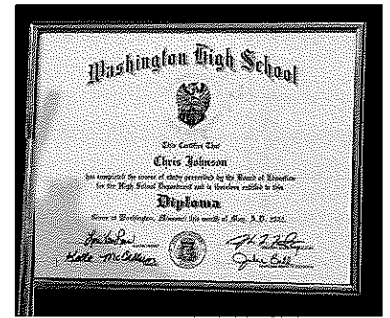 Washington High School
This Certifies That
Chris Johnson
has completed the course of study prescribed by the Board of Education
for the High School Department and is therefore entitled to this
Diploma
Given at Washington, Missouri this month of May, A.D.